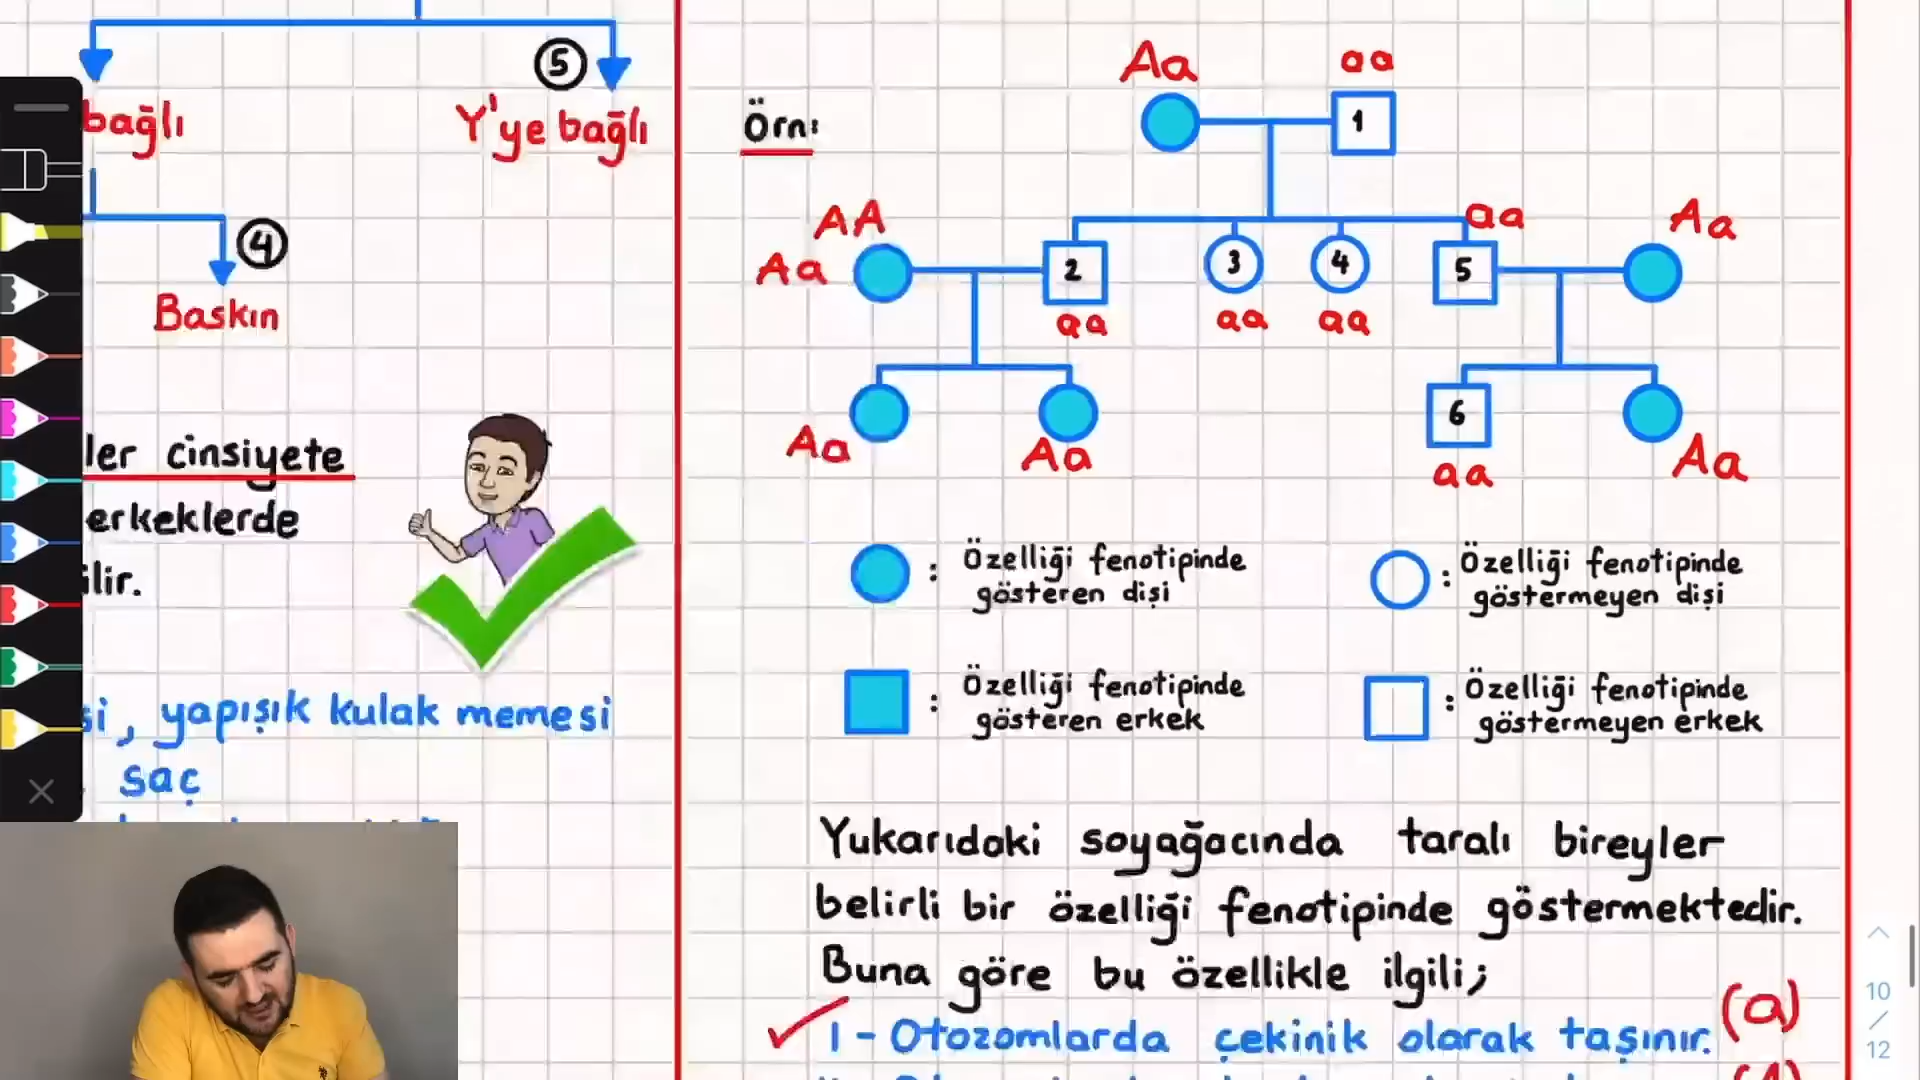 bağlı
5
Y'ye bağlı
4
Baskın
ler cinsiyete
erkeklerde
ilir.
si, yapışık kulak memesi
saç
Örn:
Aa
aa
1
AA
Aa
2
aa
3
aa
4
aa
aa
5
Aa
Aa
Aa
6
aa
Aa
: Özelliği fenotipinde
gösteren dişi
: Özelliği fenotipinde
göstermeyen dişi
: Özelliği fenotipinde
gösteren erkek
: Özelliği fenotipinde
göstermeyen erkek
Yukarıdaki soyağacında taralı bireyler
belirli bir özelliği fenotipinde göstermektedir.
Buna göre bu özellikle ilgili;
I - Otozomlarda çekinik olarak taşınır. (a)
10
/
12